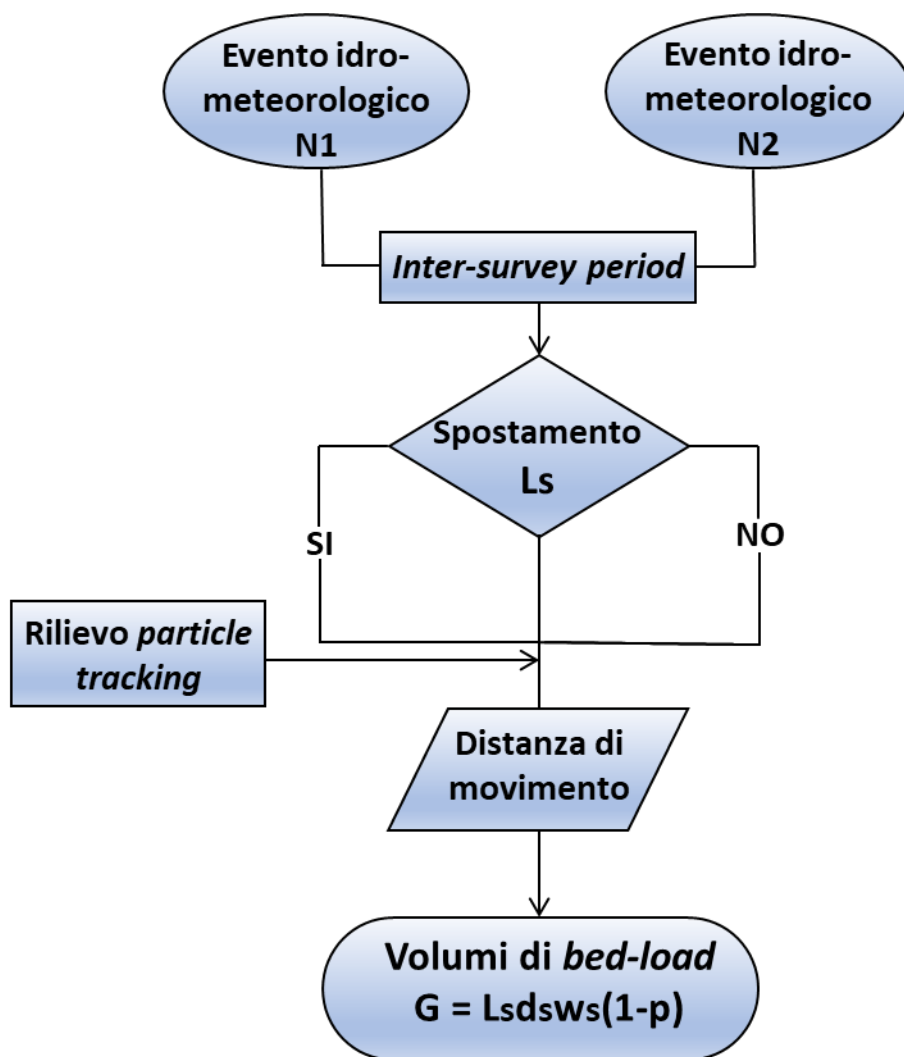 Evento idro-
meteorologico
N1
Evento idro-
meteorologico
N2
Inter-survey period
Spostamento
Ls
SI
NO
Rilievo particle
tracking
Distanza di
movimento
Volumi di bed-load
G = Lsdsws(1-p)